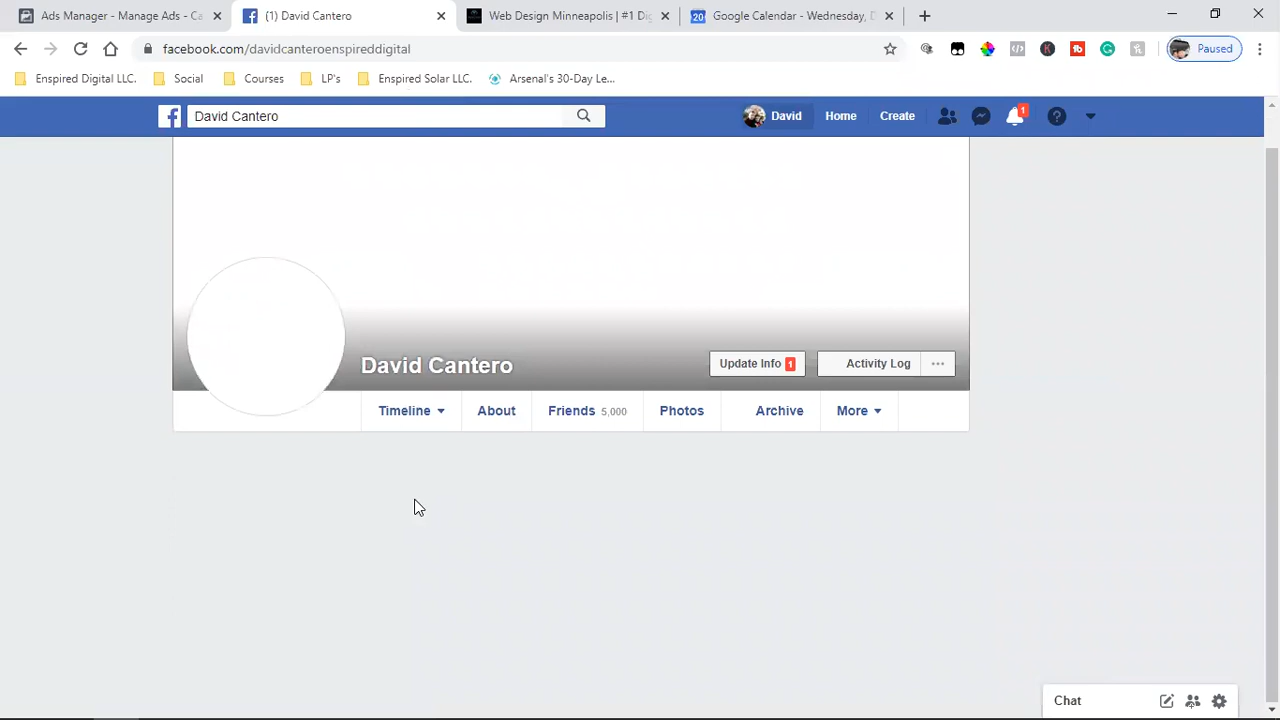 Ads Manager - Manage Ads - Ca
(1) David Cantero
Web Design Minneapolis | #1 Dig
Google Calendar - Wednesday, D
facebook.com/davidcanteroenspireddigital
Paused
Enspired Digital LLC.
Social
Courses
LP's
Enspired Solar LLC.
Arsenal's 30-Day Le...
David Cantero
David
Home
Create
1
David Cantero
Update Info 1
Activity Log
Timeline
About
Friends 5,000
Photos
Archive
More
Chat